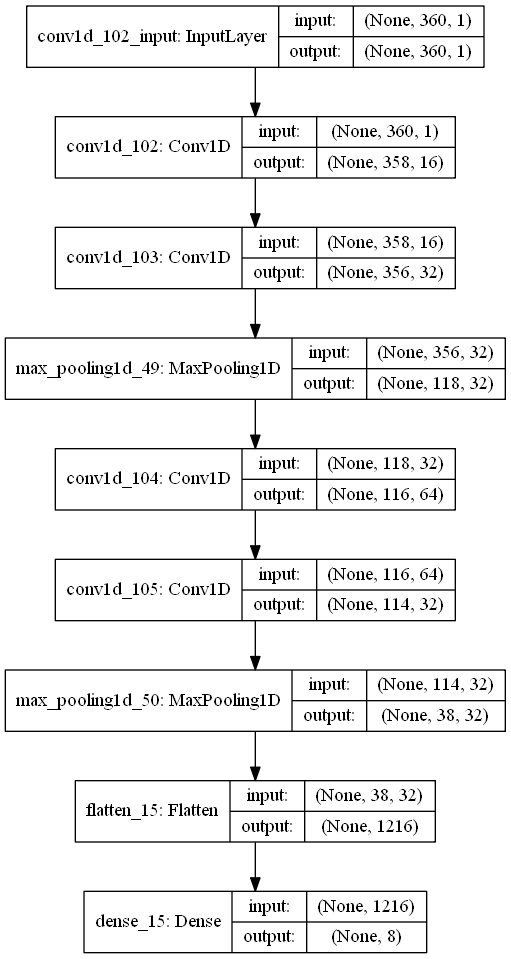 conv1d_102_input: InputLayer
input:
(None, 360, 1)
output:
(None, 360, 1)
conv1d_102: Conv1D
input:
(None, 360, 1)
output:
(None, 358, 16)
conv1d_103: Conv1D
input:
(None, 358, 16)
output:
(None, 356, 32)
max_pooling1d_49: MaxPooling1D
input:
(None, 356, 32)
output:
(None, 118, 32)
conv1d_104: Conv1D
input:
(None, 118, 32)
output:
(None, 116, 64)
conv1d_105: Conv1D
input:
(None, 116, 64)
output:
(None, 114, 32)
max_pooling1d_50: MaxPooling1D
input:
(None, 114, 32)
output:
(None, 38, 32)
flatten_15: Flatten
input:
(None, 38, 32)
output:
(None, 1216)
dense_15: Dense
input:
(None, 1216)
output:
(None, 8)